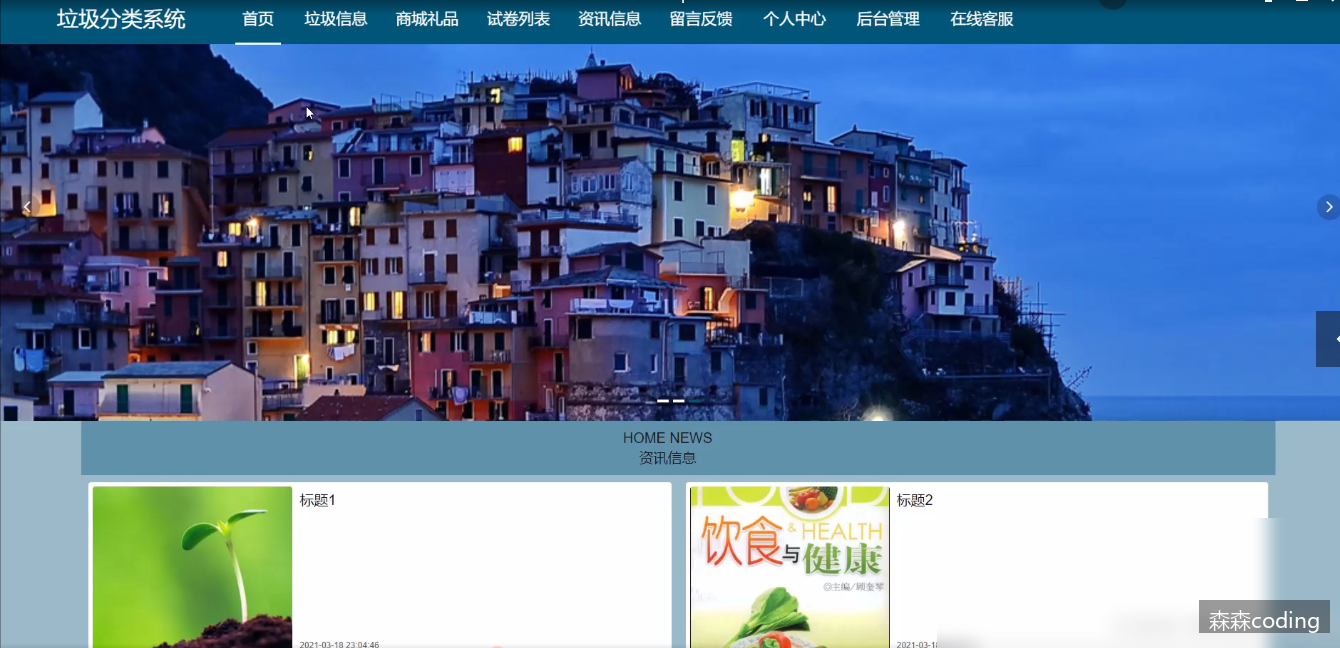 垃圾分类系统 首页 垃圾信息 商城礼品 试卷列表 资讯信息 留言反馈 个人中心 后台管理 在线客服
HOME NEWS
资讯信息
标题1
2021-03-18 23:04:46
饮食与健康
& HEALTH
◎主编/顾奎琴
标题2
2021-03-18
森森coding